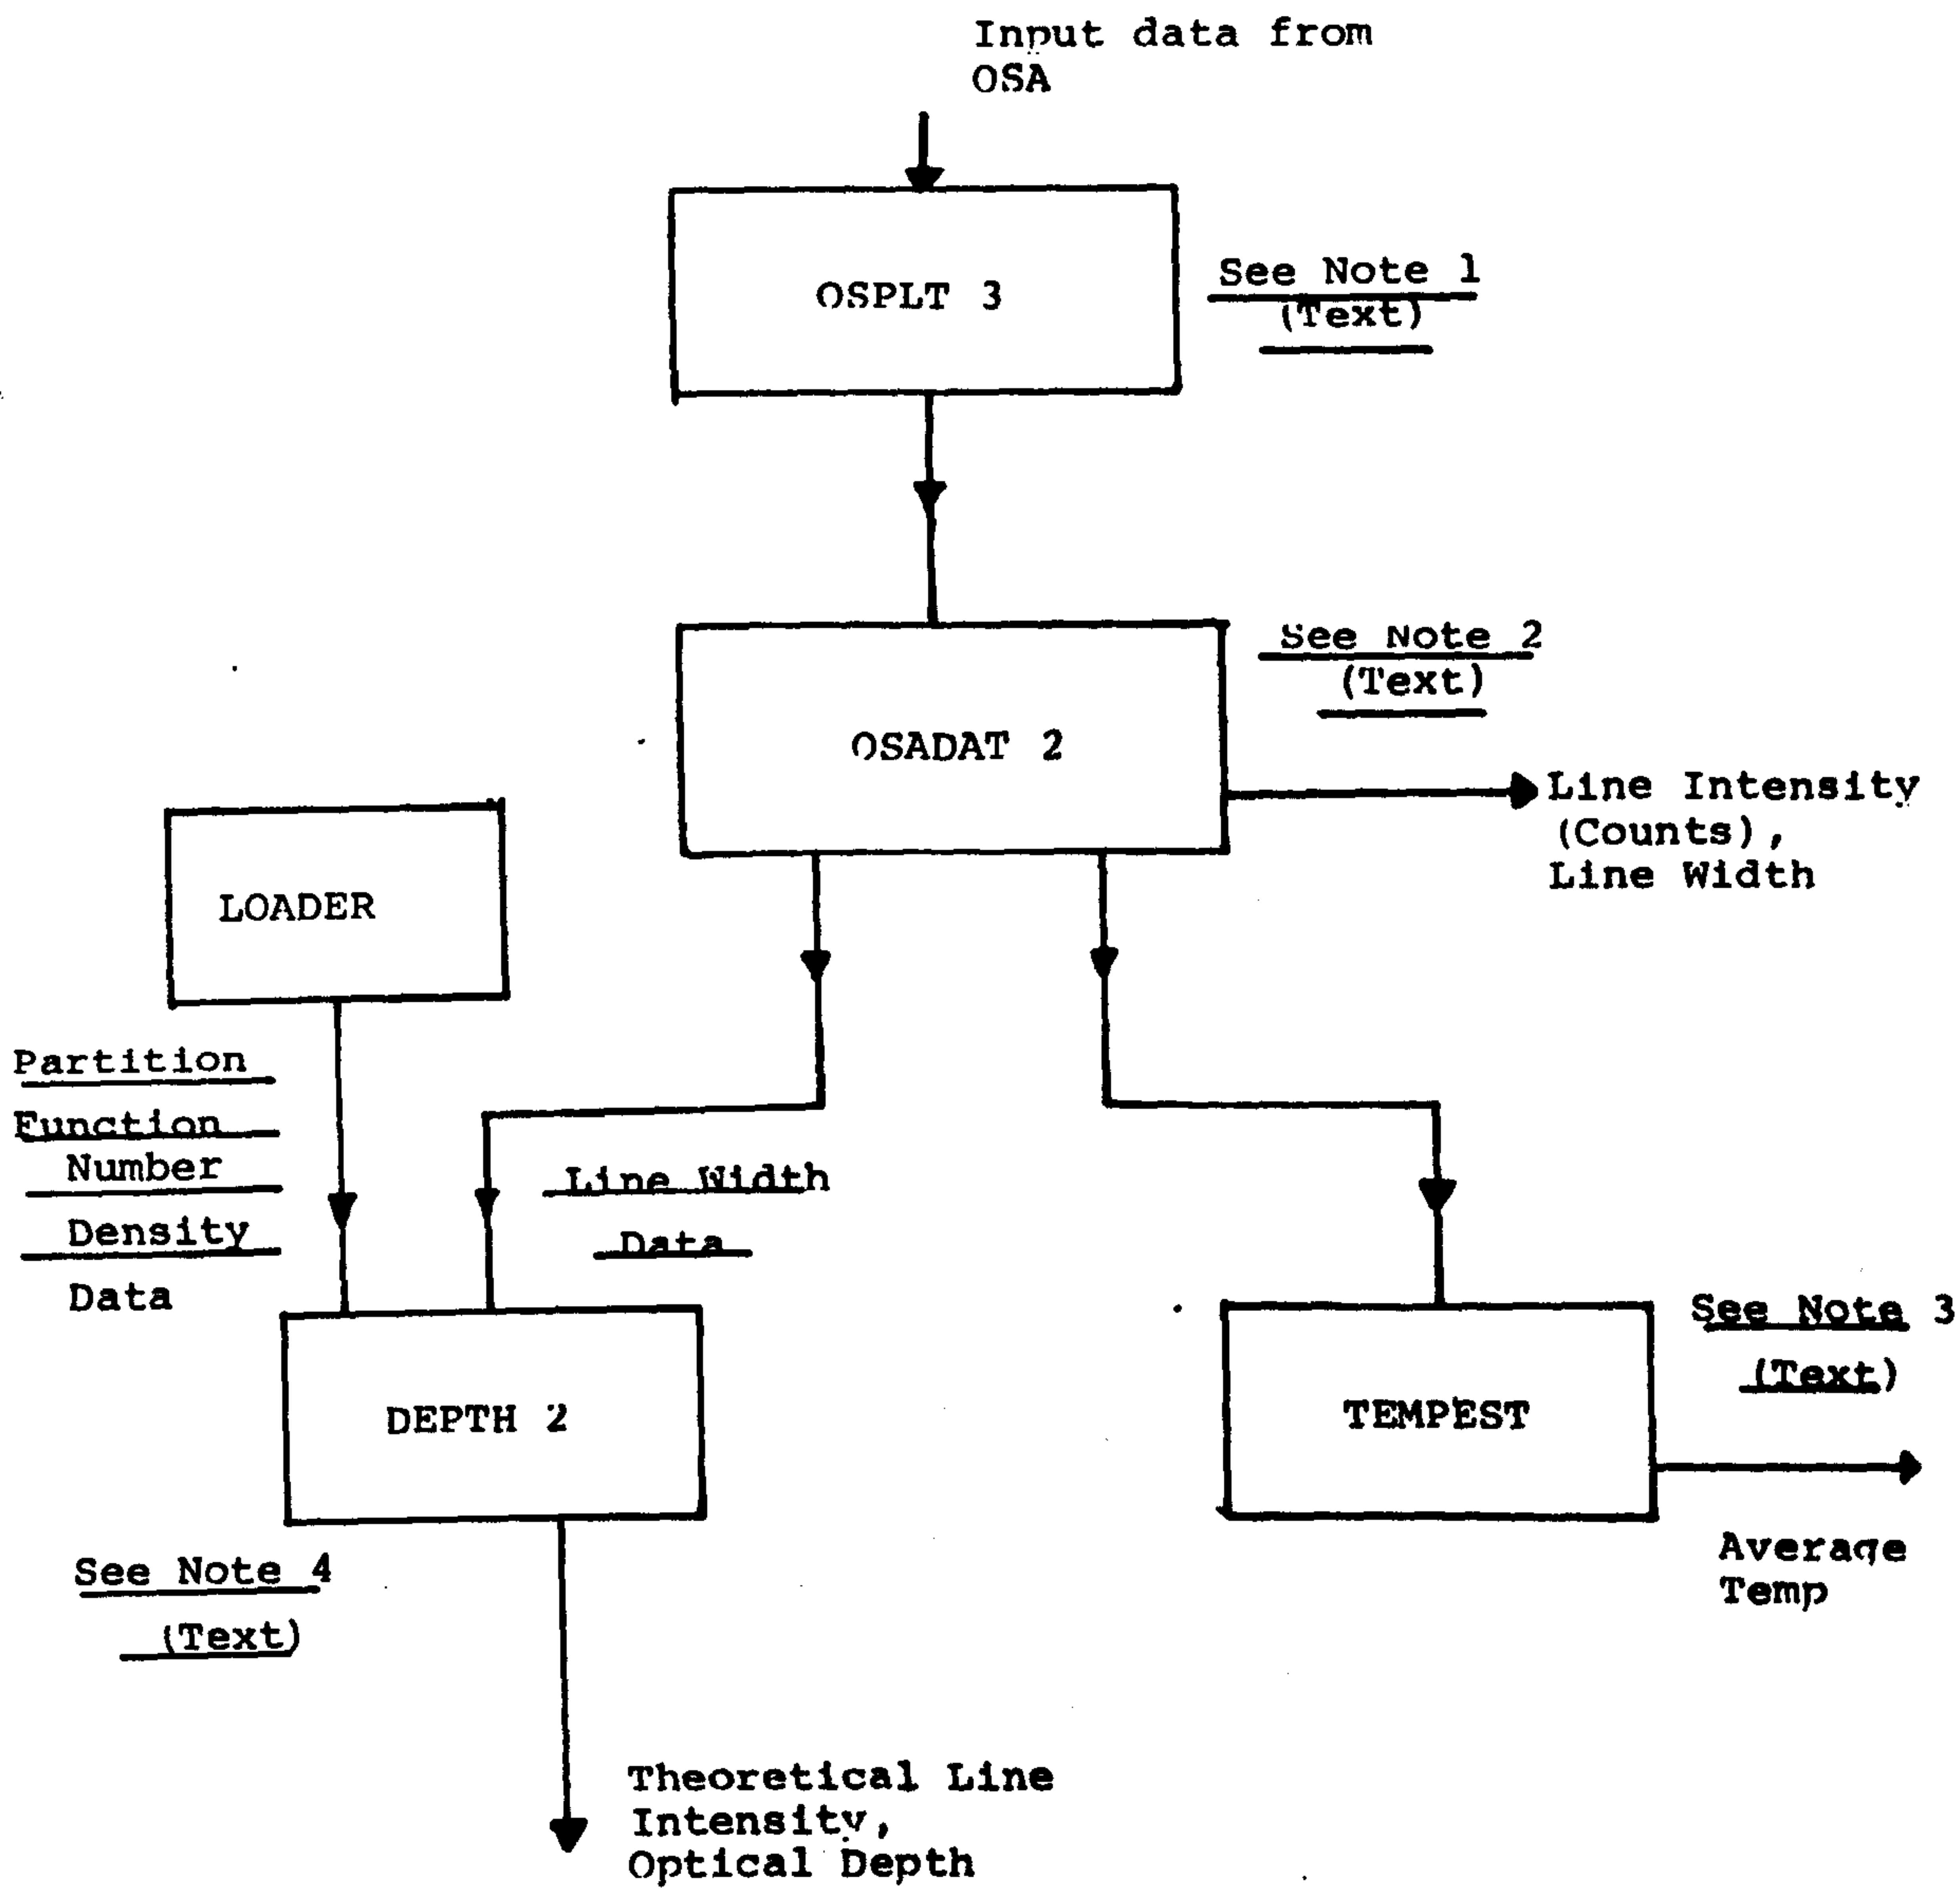 Input data from
OSA
OSPLT 3
See Note 1
(Text)
OSADAT 2
See Note 2
(Text)
Line Intensity
(Counts),
Line Width
LOADER
Partition
Function
Number
Density
Data
Line Width
Data
DEPTH 2
TEMPEST
See Note 3
(Text)
Average
Temp
See Note 4
(Text)
Theoretical Line
Intensity,
Optical Depth